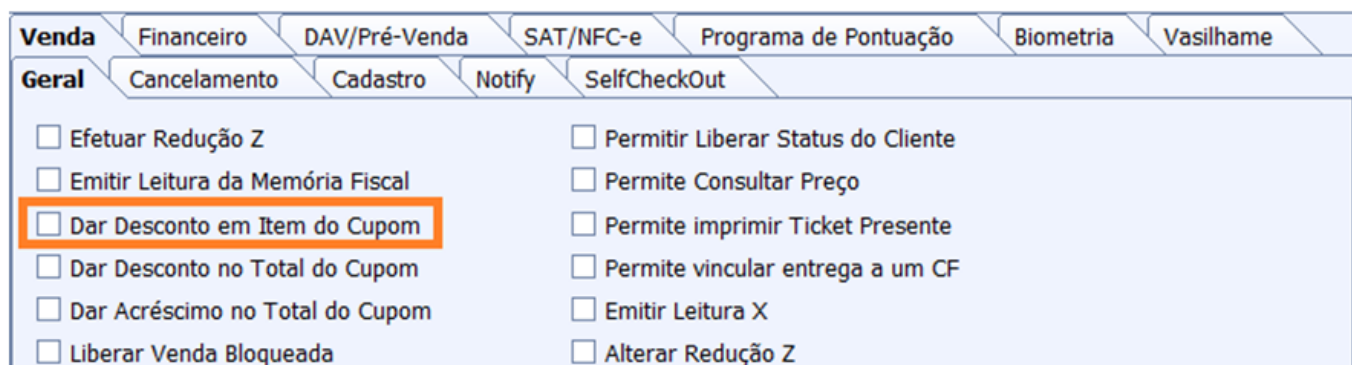 Venda Financeiro DAV/Pré-Venda SAT/NFC-e Programa de Pontuação Biometria Vasilhame
Geral Cancelamento Cadastro Notify SelfCheckOut
Efetuar Redução Z Permitir Liberar Status do Cliente
Emitir Leitura da Memória Fiscal Permite Consultar Preço
Dar Desconto em Item do Cupom Permite imprimir Ticket Presente
Dar Desconto no Total do Cupom Permite vincular entrega a um CF
Dar Acréscimo no Total do Cupom Emitir Leitura X
Liberar Venda Bloqueada Alterar Redução Z